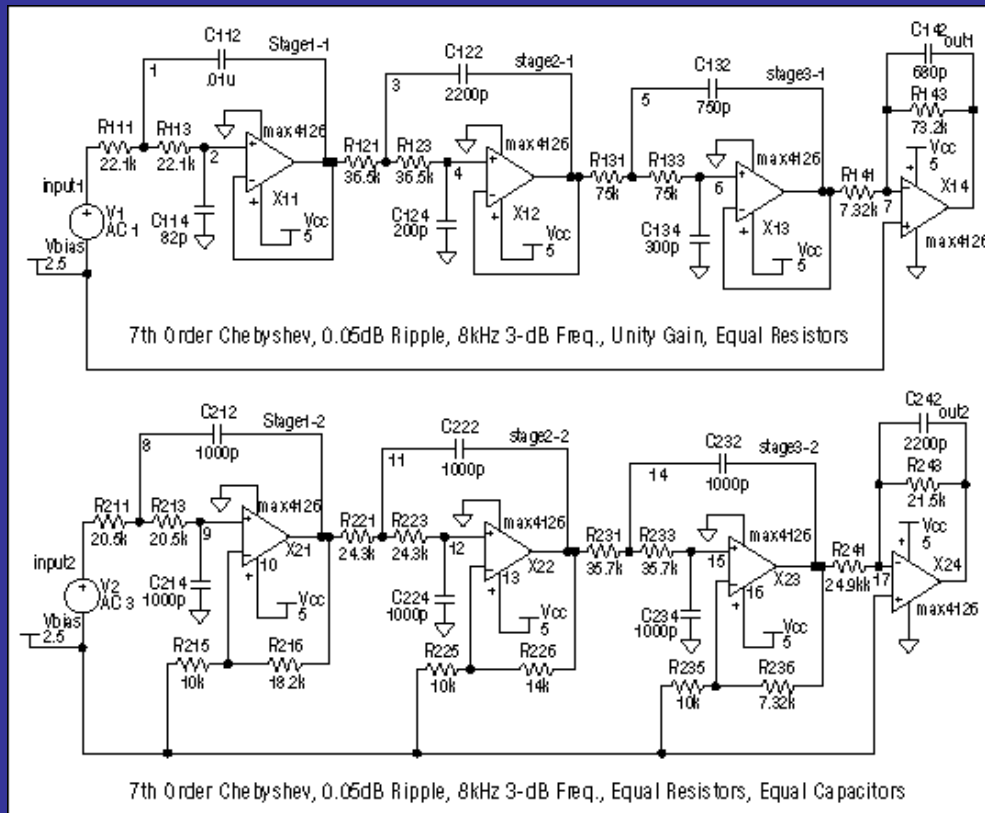 C112
.01u
Stage1-1
1
C122
2200p
stage2-1
3
C132
750p
stage3-1
5
C142
out1
680p
R143
73.2k
R111
22.1k
R113
22.1k
2
max4126
R121
36.5k
R123
36.5k
4
max4126
R131
75k
R133
75k
6
max4126
R141
7.32k
7
Vcc
5
X14
max4126
input1
V1
AC 1
Vbias
2.5
C114
82p
X11
Vcc
5
C124
200p
X12
Vcc
5
C134
300p
X13
Vcc
5
7th Order Chebyshev, 0.05dB Ripple, 8kHz 3-dB Freq., Unity Gain, Equal Resistors
C212
1000p
Stage1-2
8
C222
1000p
stage2-2
11
C232
1000p
stage3-2
14
C242
out2
2200p
R243
21.5k
R211
20.5k
R213
20.5k
9
max4126
R221
24.3k
R223
24.3k
12
max4126
R231
35.7k
R233
35.7k
15
max4126
R241
24.9kk
17
Vcc
5
X24
max4126
input2
V2
AC 3
Vbias
2.5
C214
1000p
10
X21
Vcc
5
C224
1000p
13
X22
Vcc
5
C234
1000p
16
X23
Vcc
5
R215
10k
R216
18.2k
R225
10k
R226
14k
R235
10k
R236
7.32k
7th Order Chebyshev, 0.05dB Ripple, 8kHz 3-dB Freq., Equal Resistors, Equal Capacitors